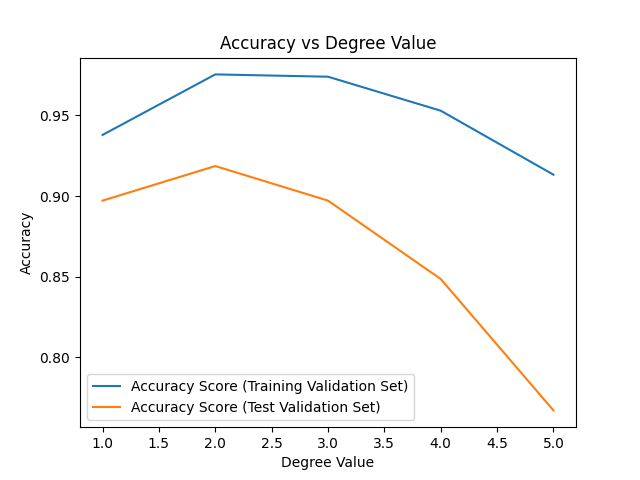 Accuracy vs Degree Value
0.95
0.90
0.85
0.80
Accuracy
Accuracy Score (Training Validation Set)
Accuracy Score (Test Validation Set)
1.0 1.5 2.0 2.5 3.0 3.5 4.0 4.5 5.0
Degree Value